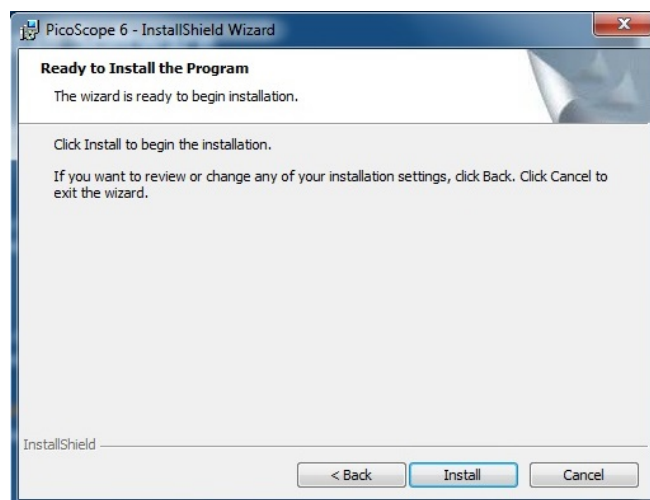 PicoScope 6 - InstallShield Wizard
Ready to Install the Program
The wizard is ready to begin installation.
Click Install to begin the installation.
If you want to review or change any of your installation settings, click Back. Click Cancel to
exit the wizard.
InstallShield
< Back Install Cancel